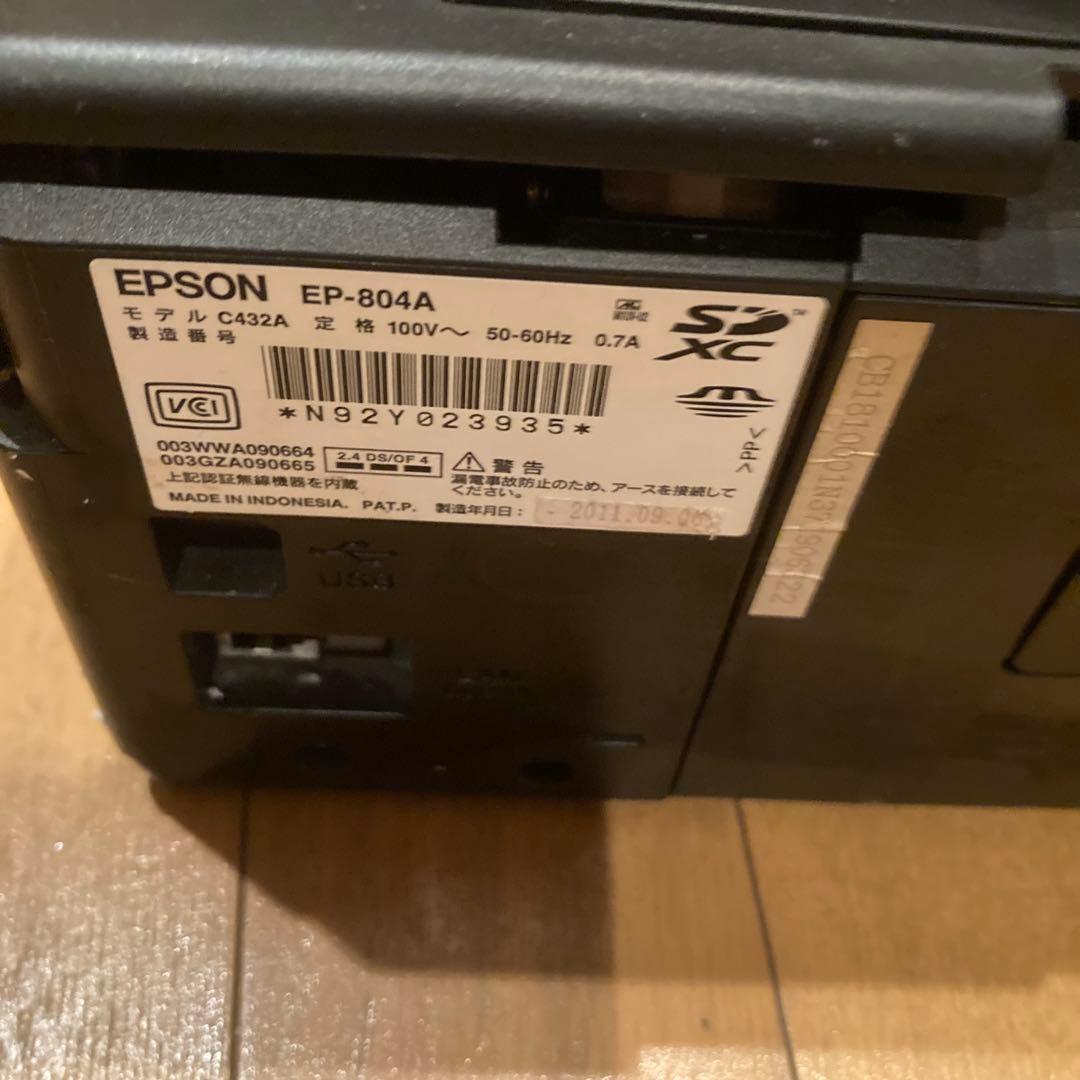 EPSON EP-804A
モデル C432A 定格 100V～ 50-60Hz 0.7A
製造番号
*N92Y023935*
SD XC
VCI
003WWA090664
003GZA090665
2.4 DS/OF 4
上記認証無線機器を内蔵
警告
漏電事故防止のため、アースを接続して
ください。
>PP<
MADE IN INDONESIA. PAT.P. 製造年月日： 2011.09.
USB
LAN